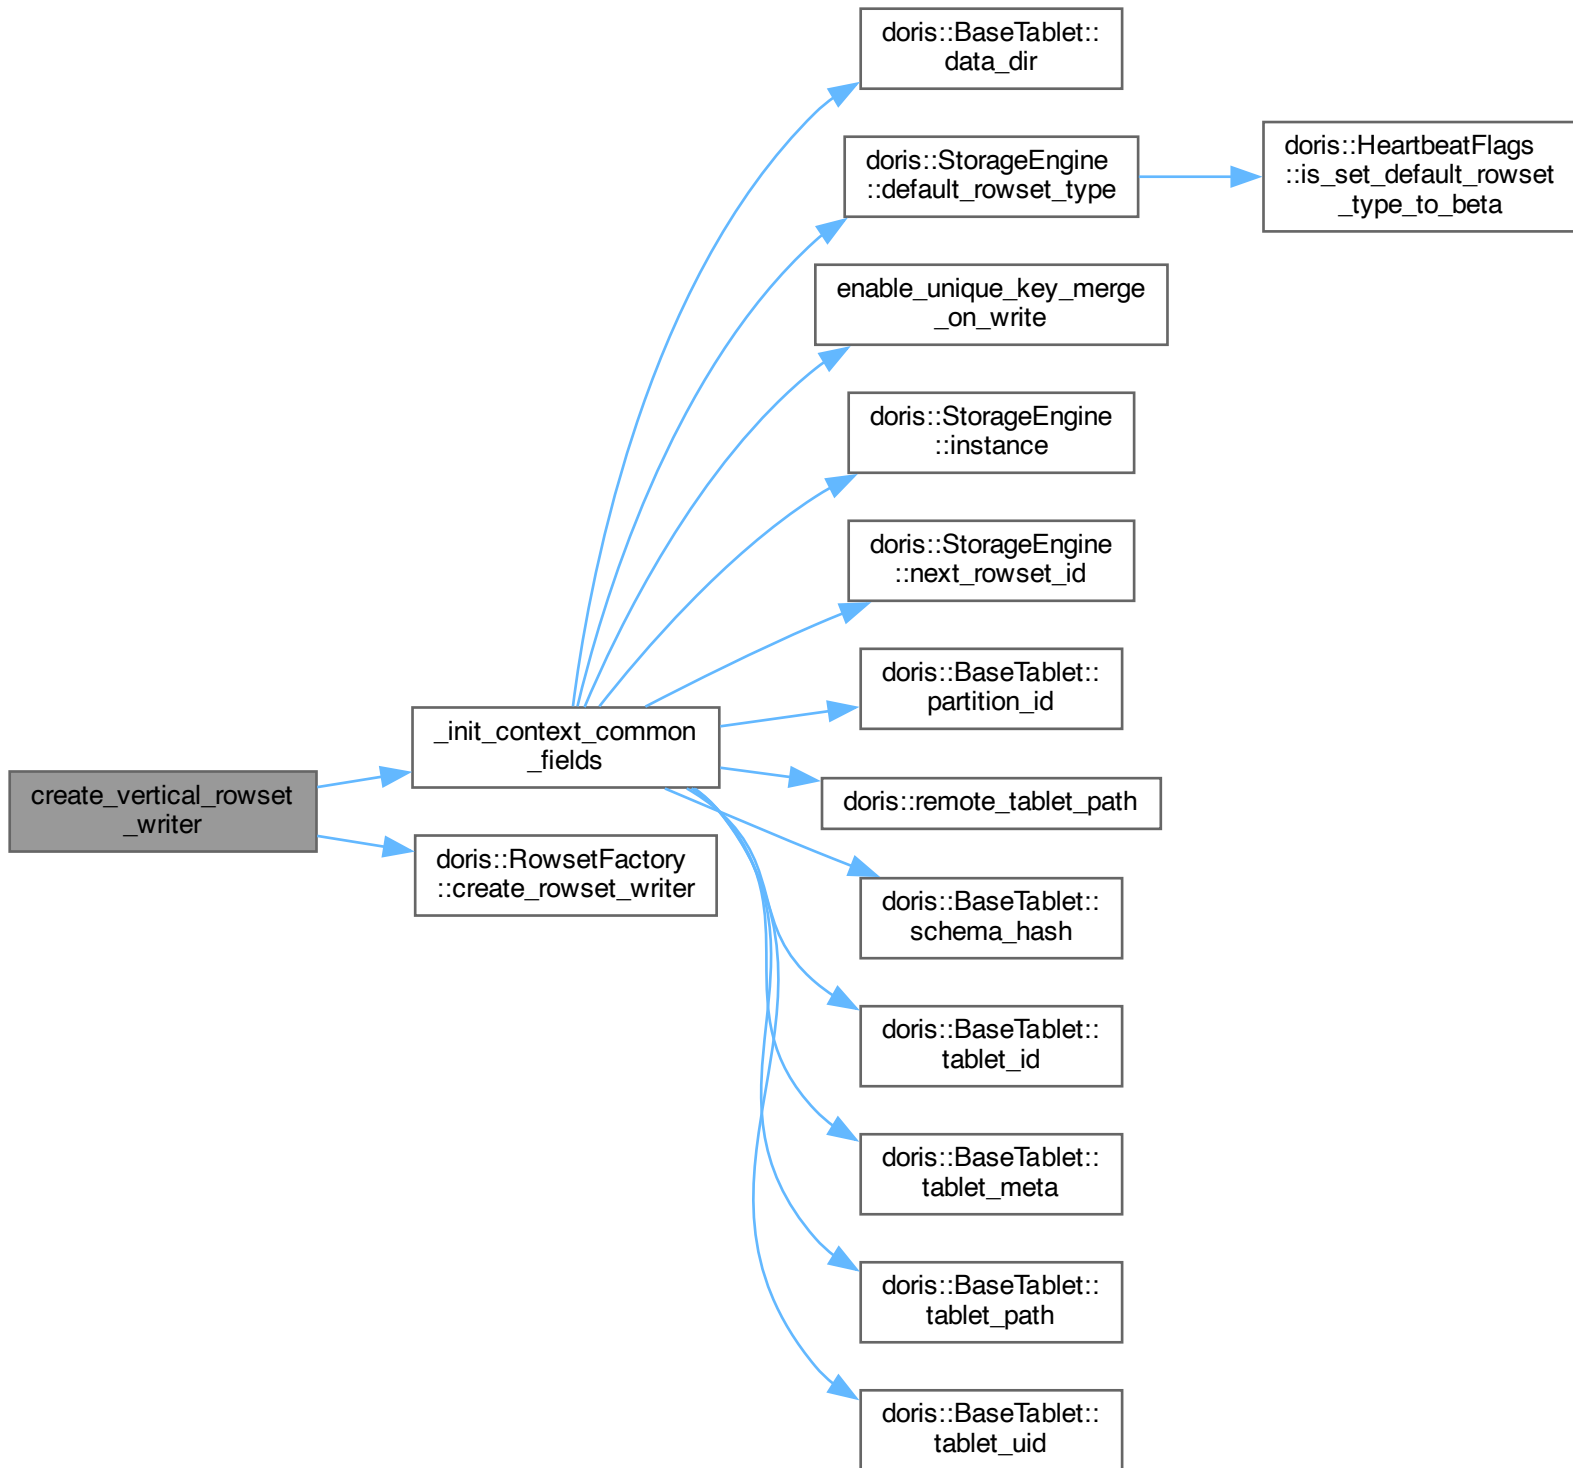 doris::BaseTablet::
data_dir
doris::StorageEngine
::default_rowset_type
doris::HeartbeatFlags
::is_set_default_rowset
_type_to_beta
enable_unique_key_merge
_on_write
doris::StorageEngine
::instance
doris::StorageEngine
::next_rowset_id
doris::BaseTablet::
partition_id
_init_context_common
_fields
doris::remote_tablet_path
create_vertical_rowset
_writer
doris::RowsetFactory
::create_rowset_writer
doris::BaseTablet::
schema_hash
doris::BaseTablet::
tablet_id
doris::BaseTablet::
tablet_meta
doris::BaseTablet::
tablet_path
doris::BaseTablet::
tablet_uid